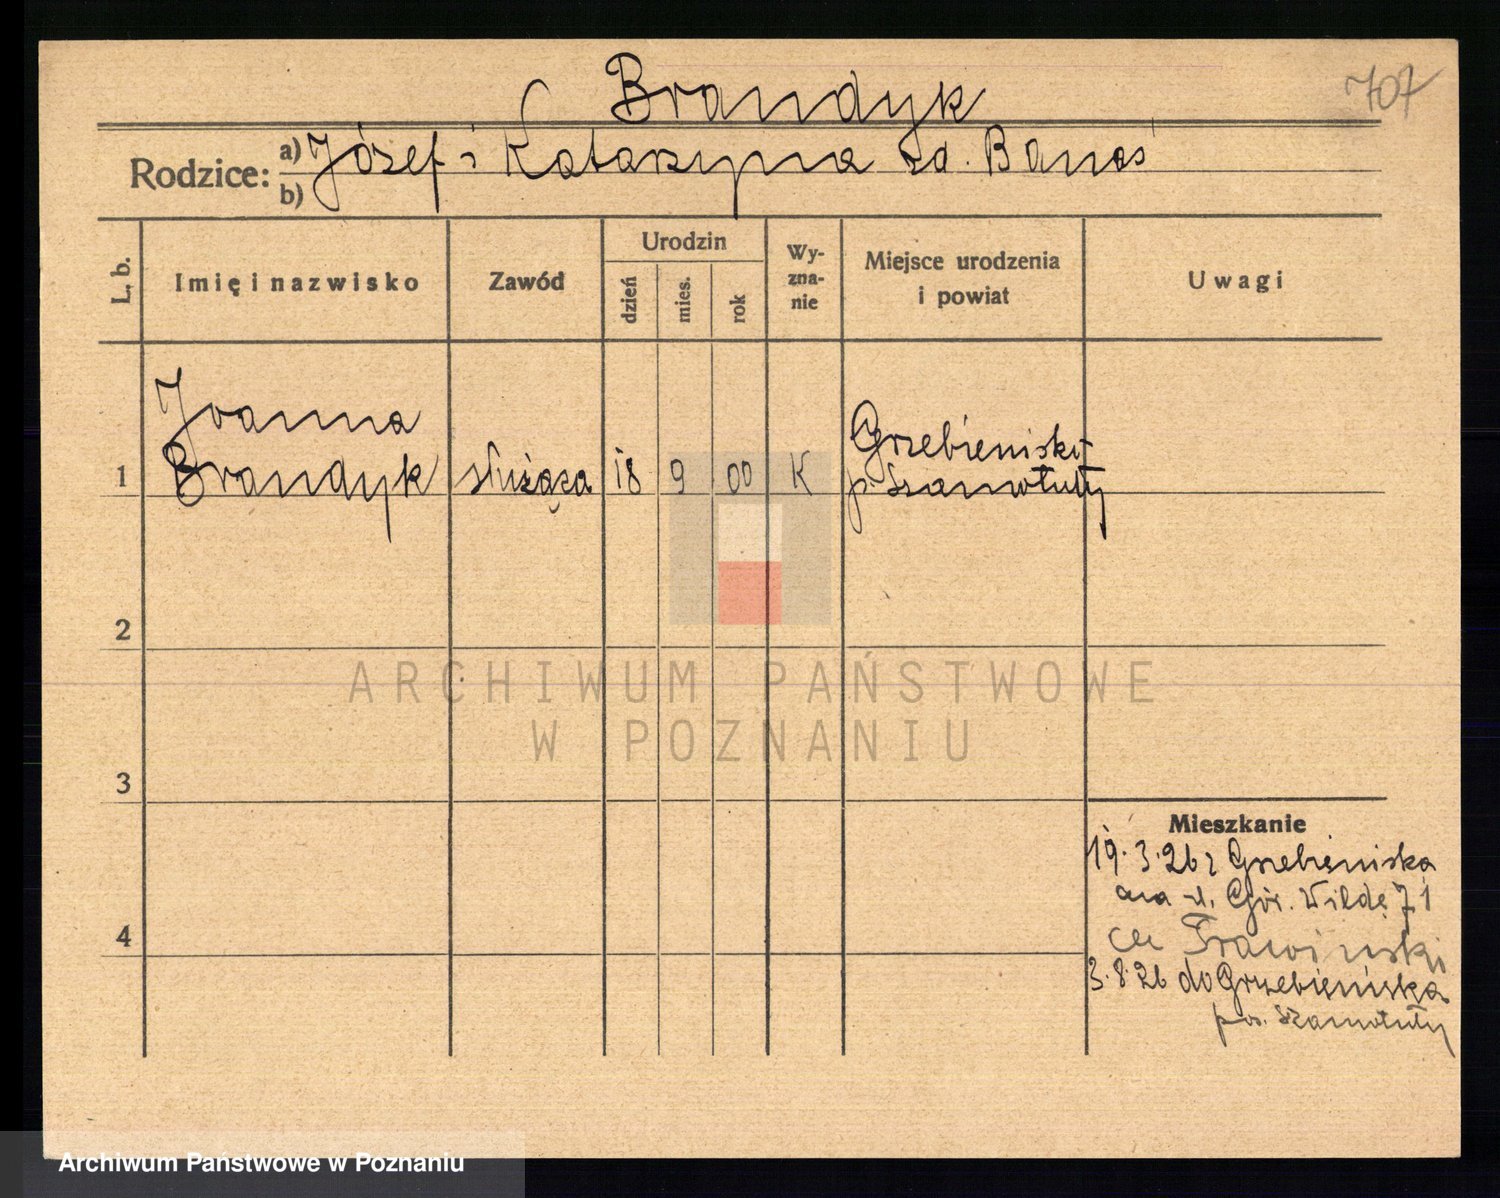 Brandyk
707
Rodzice: a) Józef i Katarzyna zd. Banaś
b)
L. b.
Imię i nazwisko
Zawód
Urodzin
dzień
mies.
rok
Wy-
zna-
nie
Miejsce urodzenia
i powiat
Uwagi
Joanna
1 Brandyk służąca 18 9 00 K Grzebienisko
p. Szamotuły
2
ARCHIWUM PAŃSTWOWE
W POZNANIU
3
Mieszkanie
19.3.26 z Grzebieniska
na ul. Gór. Wildę 71
4
3.8.26 do Grzebieniska
pow. Szamotuły
Archiwum Państwowe w Poznaniu